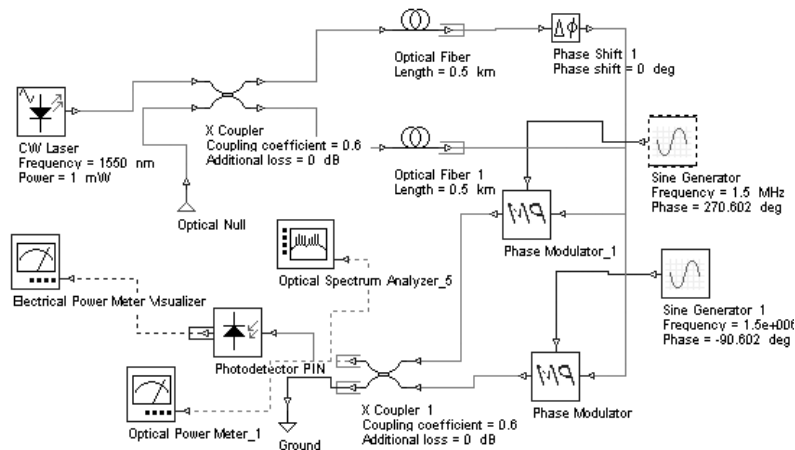 Optical Fiber
Length = 0.5 km
ΔΦ
Phase Shift 1
Phase shift = 0 deg
CW Laser
Frequency = 1550 nm
Power = 1 mW
X Coupler
Coupling coefficient = 0.6
Additional loss = 0 dB
Optical Null
Optical Fiber 1
Length = 0.5 km
Sine Generator
Frequency = 1.5 MHz
Phase = 270.602 deg
Phase Modulator_1
Optical Spectrum Analyzer_5
Electrical Power Meter Visualizer
Sine Generator 1
Frequency = 1.5e+006
Phase = -90.602 deg
Photodetector PIN
Phase Modulator
Optical Power Meter_1
Ground
X Coupler 1
Coupling coefficient = 0.6
Additional loss = 0 dB